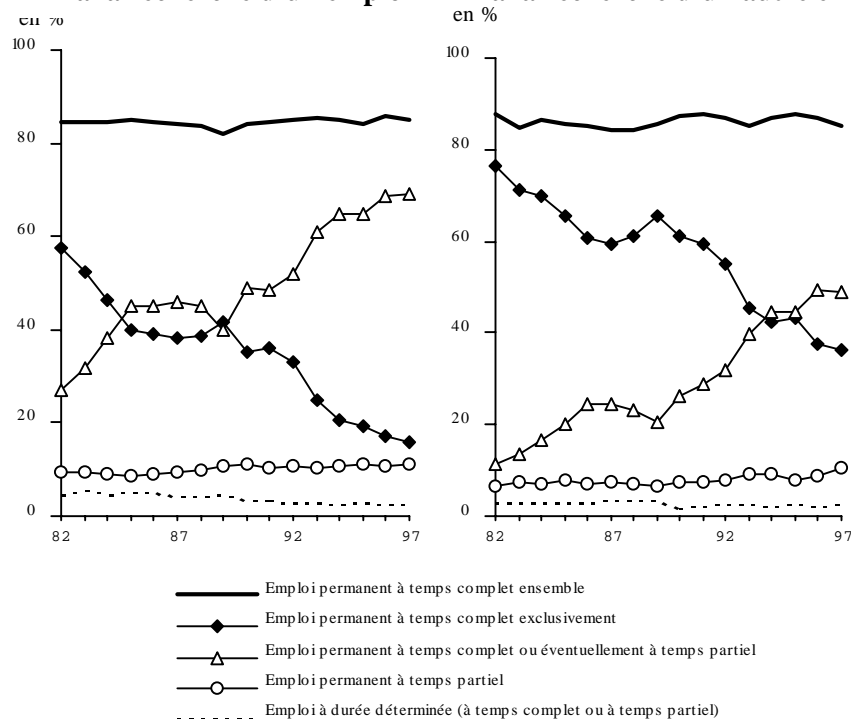 en %
en %
100
80
60
40
20
0
82 87 92 97
100
80
60
40
20
0
82 87 92 97
Emploi permanent à temps complet ensemble
Emploi permanent à temps complet exclusivement
Emploi permanent à temps complet ou éventuellement à temps partiel
Emploi permanent à temps partiel
Emploi à durée déterminée (à temps complet ou à temps partiel)